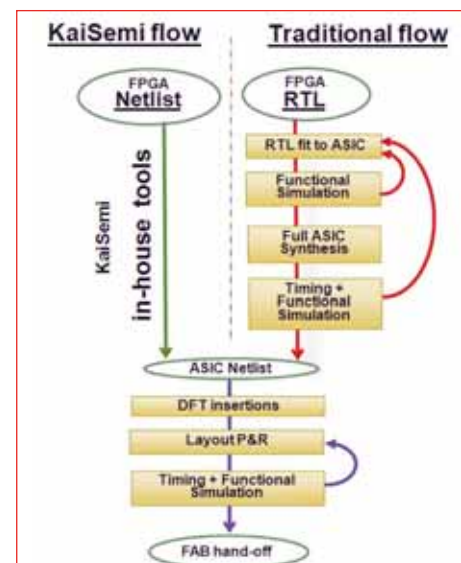 KaiSemi flow
Traditional flow
FPGA
Netlist
FPGA
RTL
KaiSemi
in-house tools
RTL fit to ASIC
Functional
Simulation
Full ASIC
Synthesis
Timing +
Functional
Simulation
ASIC Netlist
DFT insertions
Layout P&R
Timing + Functional
Simulation
FAB hand-off